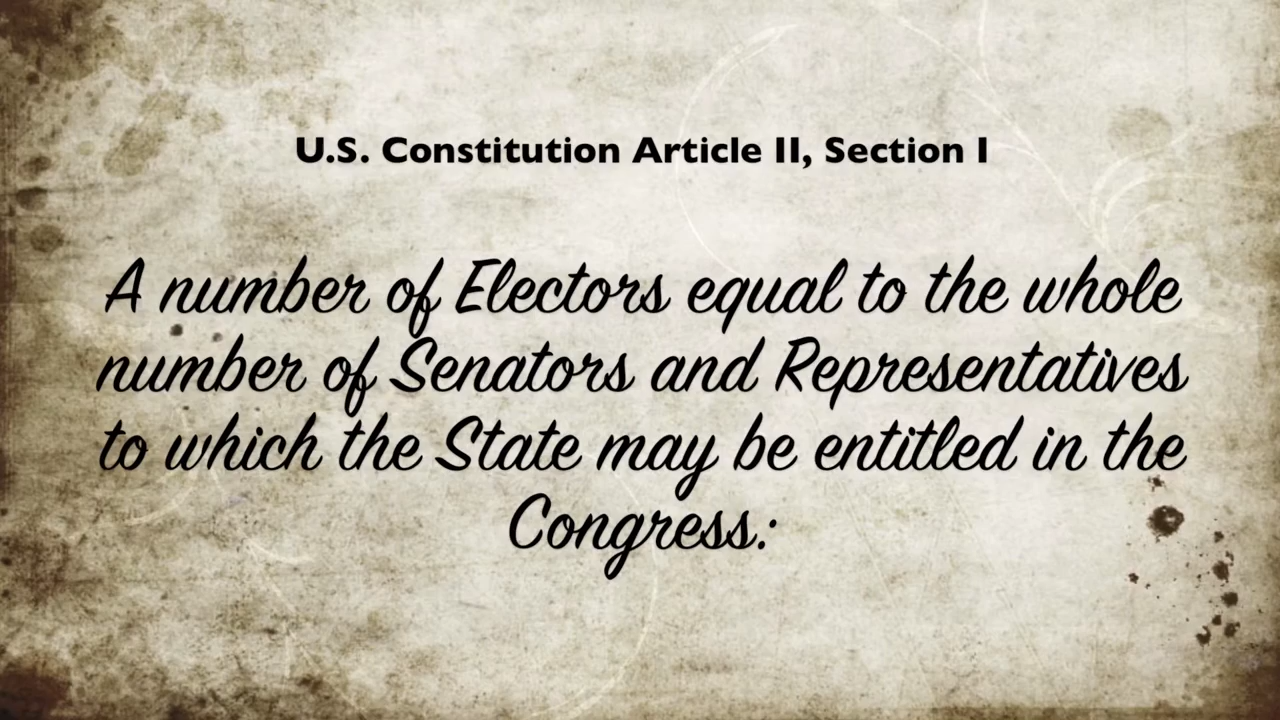 U.S. Constitution Article II, Section I
A number of Electors equal to the whole
number of Senators and Representatives
to which the State may be entitled in the
Congress.: